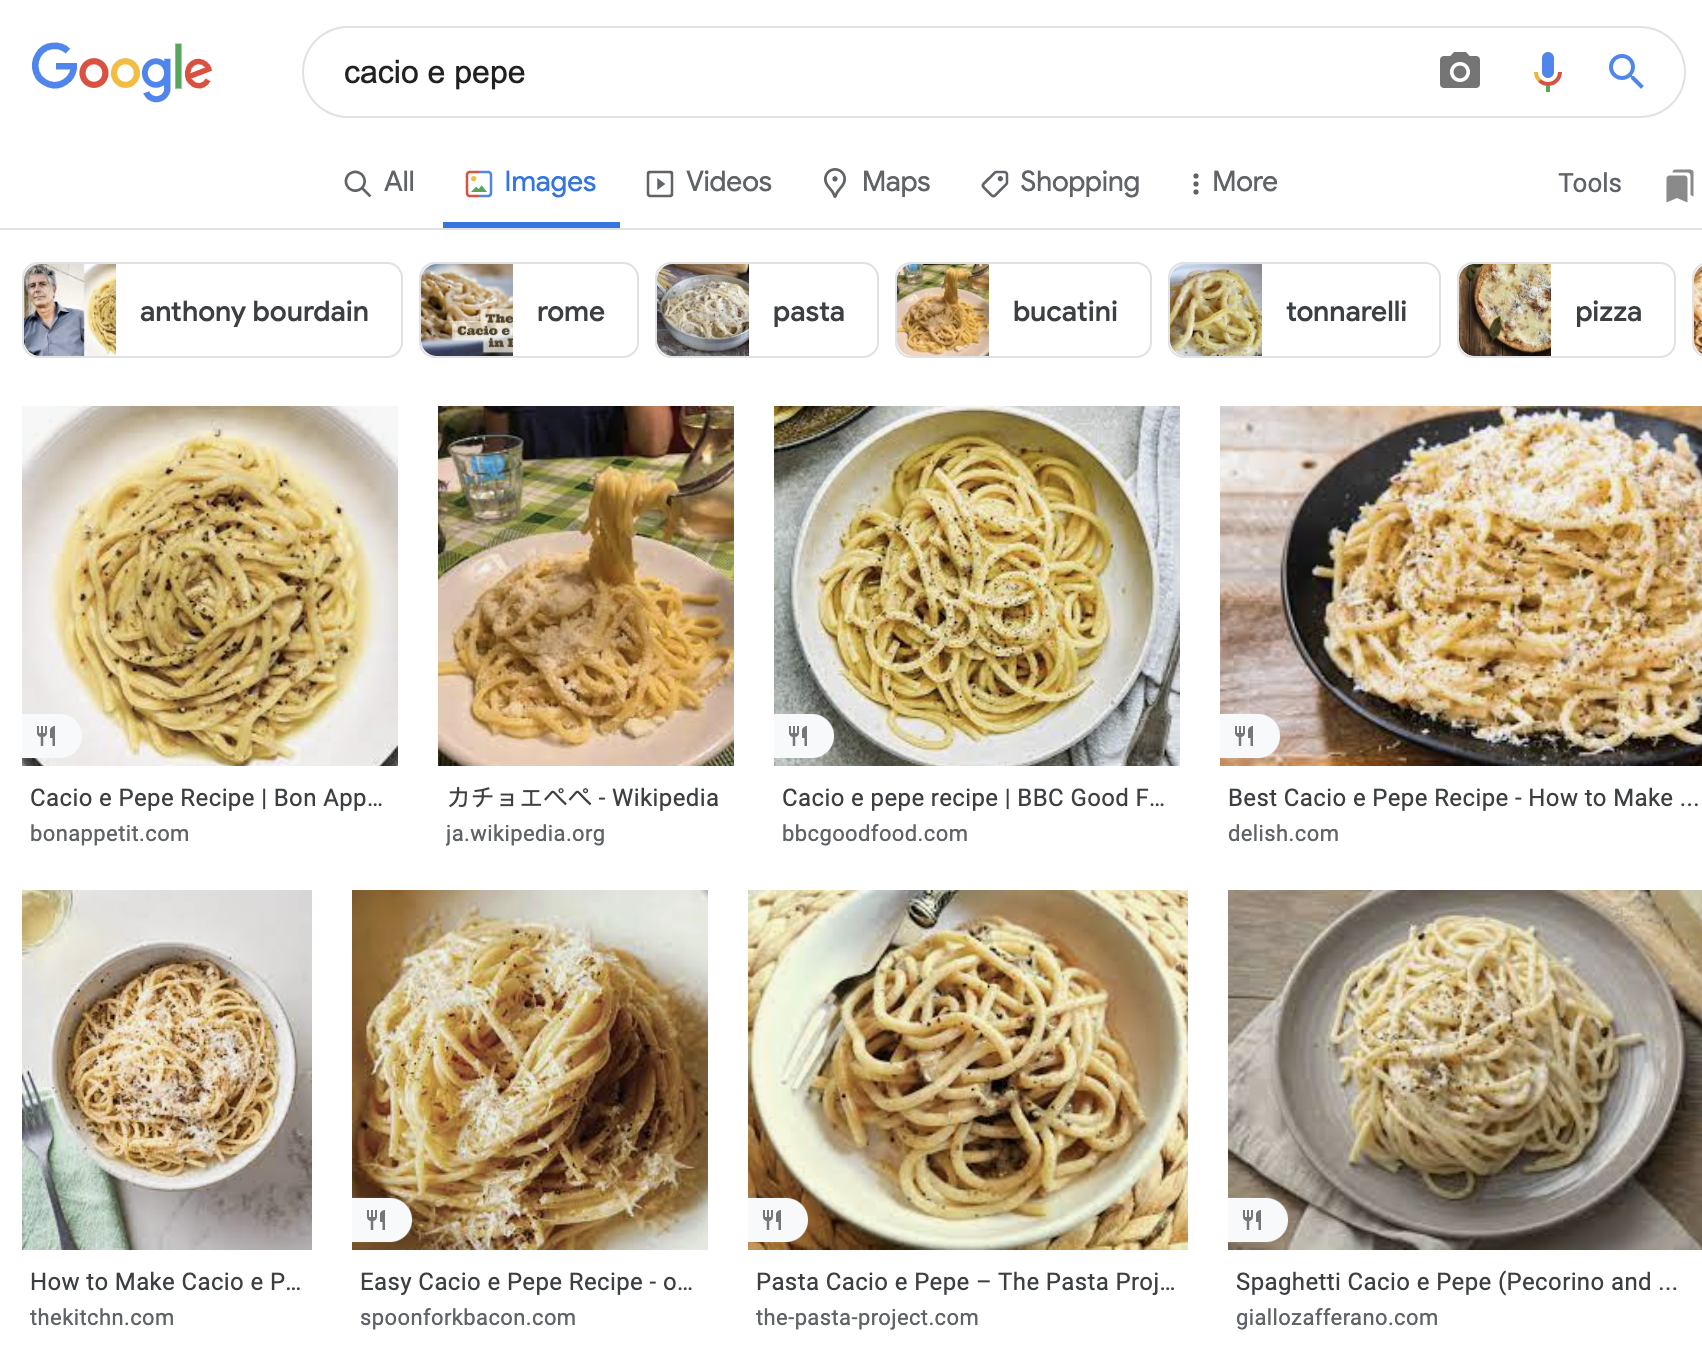 Google
cacio e pepe
All
Images
Videos
Maps
Shopping
More
Tools
anthony bourdain
The
Cacio e
in
rome
pasta
bucatini
tonnarelli
pizza
Cacio e Pepe Recipe | Bon App...
bonappetit.com
カチョエペペ - Wikipedia
ja.wikipedia.org
Cacio e pepe recipe | BBC Good F...
bbcgoodfood.com
Best Cacio e Pepe Recipe - How to Make ...
delish.com
How to Make Cacio e P...
thekitchn.com
Easy Cacio e Pepe Recipe - o...
spoonforkbacon.com
Pasta Cacio e Pepe – The Pasta Proj...
the-pasta-project.com
Spaghetti Cacio e Pepe (Pecorino and ...
giallozafferano.com